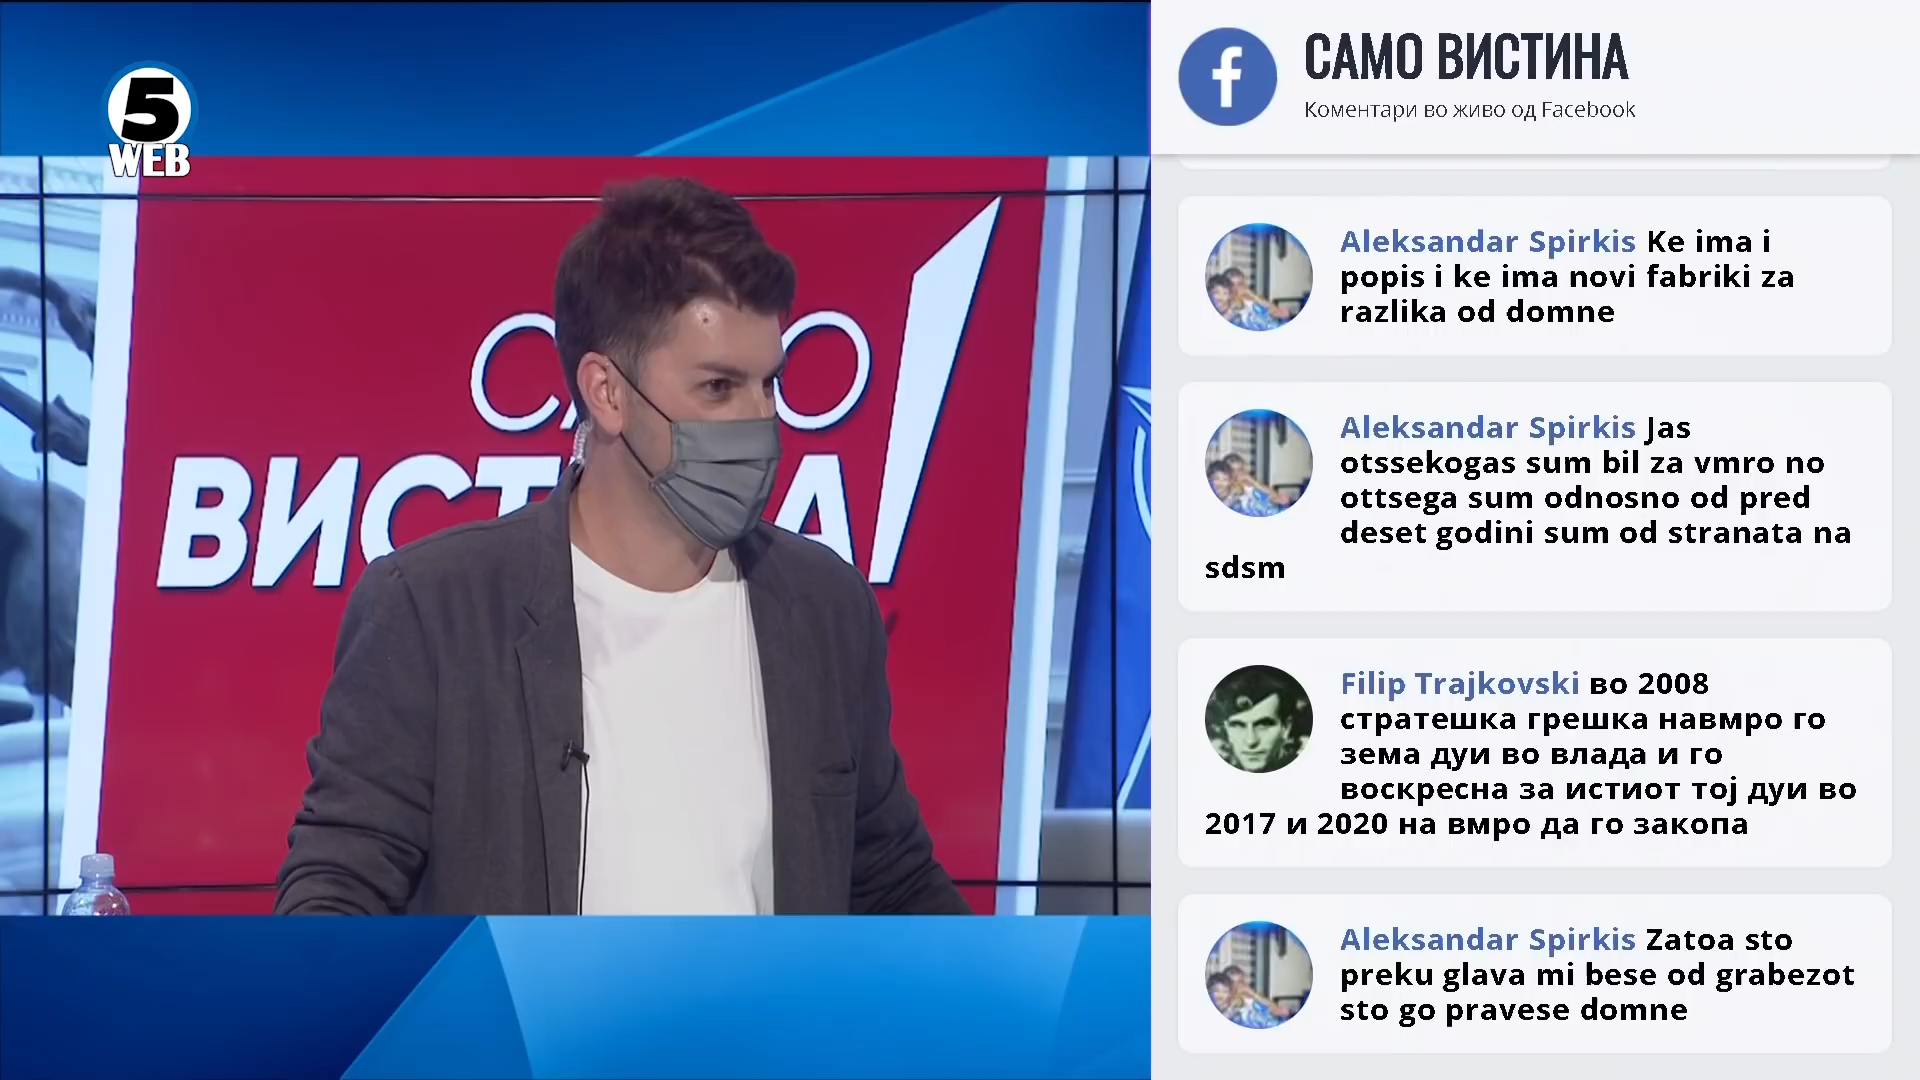 5
WEB
САМО
ВИСТИНА!
САМО ВИСТИНА
Коментари во живо од Facebook
Aleksandar Spirkis Ke ima i
popis i ke ima novi fabriki za
razlika od domne
Aleksandar Spirkis Jas
otssekogas sum bil za vmro no
ottsega sum odnosno od pred
deset godini sum od stranata na
sdsm
Filip Trajkovski во 2008
стратешка грешка навмро го
зема дуи во влада и го
воскресна за истиот тој дуи во
2017 и 2020 на вмро да го закопа
Aleksandar Spirkis Zatoa sto
preku glava mi bese od grabezot
sto go pravese domne